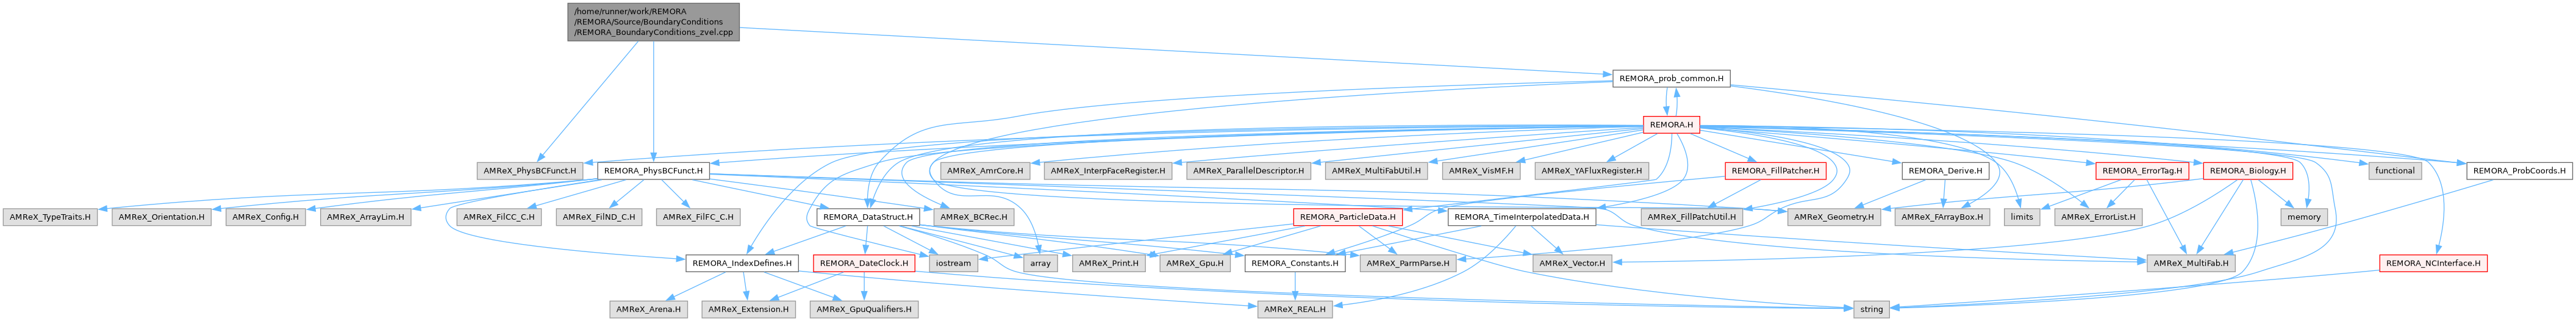 /home/runner/work/REMORA
/REMORA/Source/BoundaryConditions
/REMORA_BoundaryConditions_zvel.cpp
REMORA_prob_common.H
REMORA.H
AMReX_PhysBCFunct.H
REMORA_PhysBCFunct.H
AMReX_AmrCore.H
AMReX_InterpFaceRegister.H
AMReX_ParallelDescriptor.H
AMReX_MultiFabUtil.H
AMReX_VisMF.H
AMReX_YAFluxRegister.H
REMORA_FillPatcher.H
REMORA_Derive.H
REMORA_ErrorTag.H
REMORA_Biology.H
functional
REMORA_ProbCoords.H
AMReX_TypeTraits.H
AMReX_Orientation.H
AMReX_Config.H
AMReX_ArrayLim.H
AMReX_FilCC_C.H
AMReX_FilND_C.H
AMReX_FilFC_C.H
REMORA_DataStruct.H
AMReX_BCRec.H
REMORA_ParticleData.H
REMORA_TimeInterpolatedData.H
AMReX_FillPatchUtil.H
AMReX_Geometry.H
AMReX_FArrayBox.H
limits
AMReX_ErrorList.H
memory
REMORA_IndexDefines.H
REMORA_DateClock.H
iostream
array
AMReX_Print.H
AMReX_Gpu.H
REMORA_Constants.H
AMReX_ParmParse.H
AMReX_Vector.H
AMReX_MultiFab.H
REMORA_NCInterface.H
AMReX_Arena.H
AMReX_Extension.H
AMReX_GpuQualifiers.H
AMReX_REAL.H
string